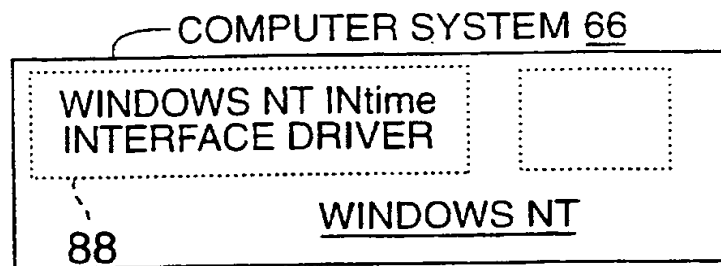 COMPUTER SYSTEM 66
WINDOWS NT INtime
INTERFACE DRIVER
WINDOWS NT
88